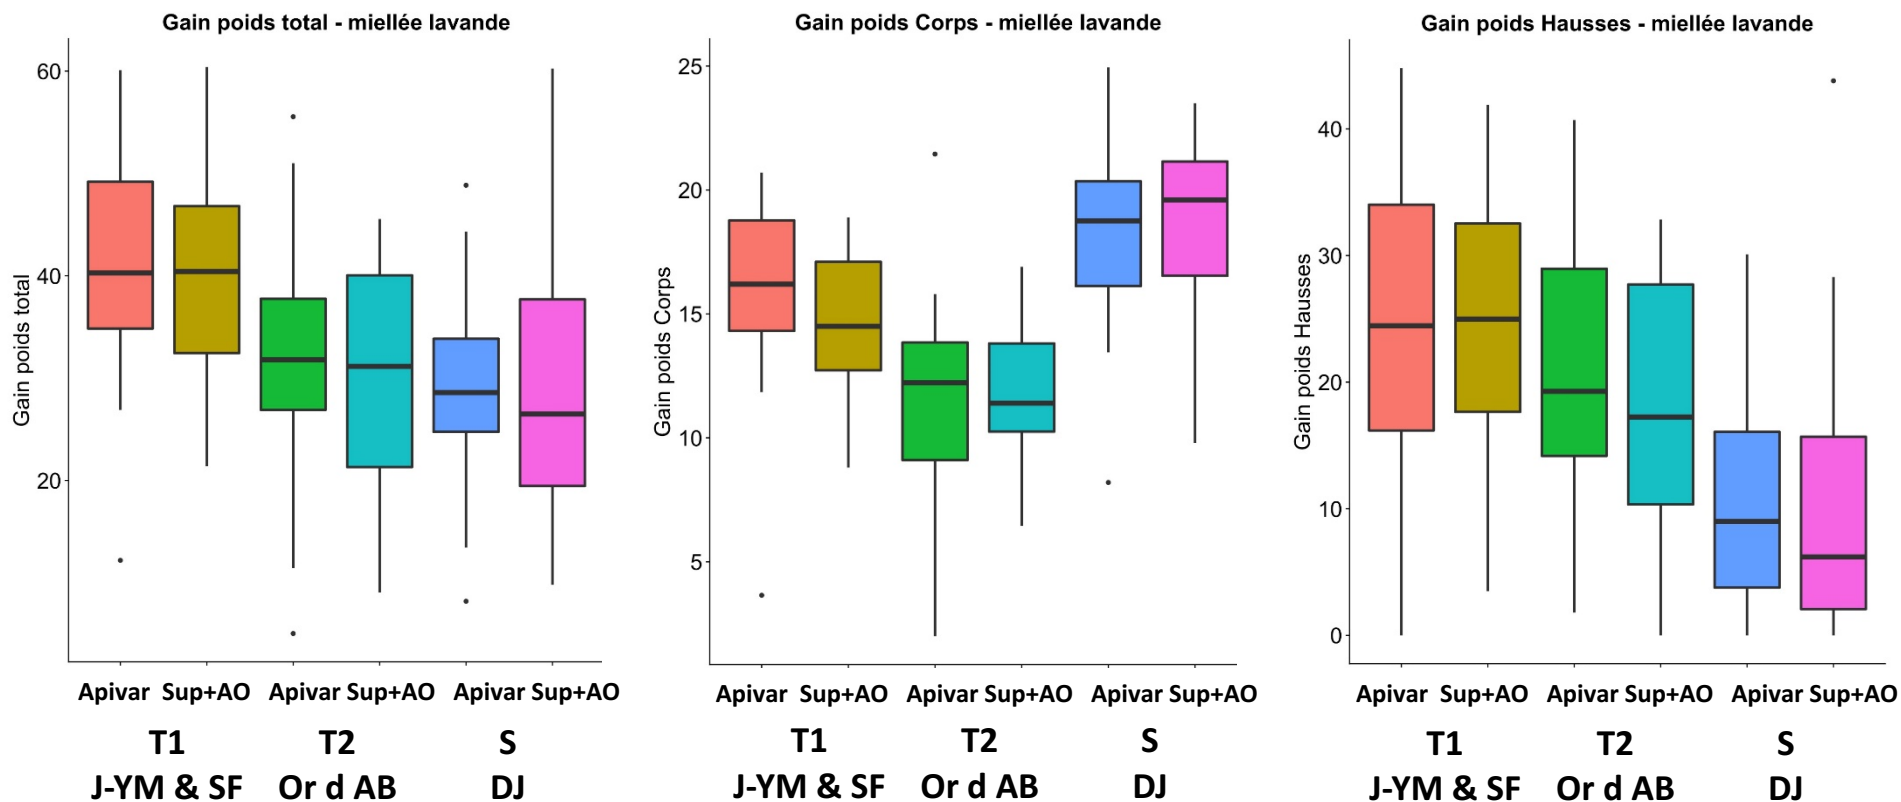 Gain poids total - miellée lavande
Gain poids total
60
40
20
Apivar Sup+AO Apivar Sup+AO Apivar Sup+AO
T1 T2 S
J-YM & SF Or d AB DJ
Gain poids Corps - miellée lavande
Gain poids Corps
25
20
15
10
5
Apivar Sup+AO Apivar Sup+AO Apivar Sup+AO
T1 T2 S
J-YM & SF Or d AB DJ
Gain poids Hausses - miellée lavande
Gain poids Hausses
40
30
20
10
0
Apivar Sup+AO Apivar Sup+AO Apivar Sup+AO
T1 T2 S
J-YM & SF Or d AB DJ